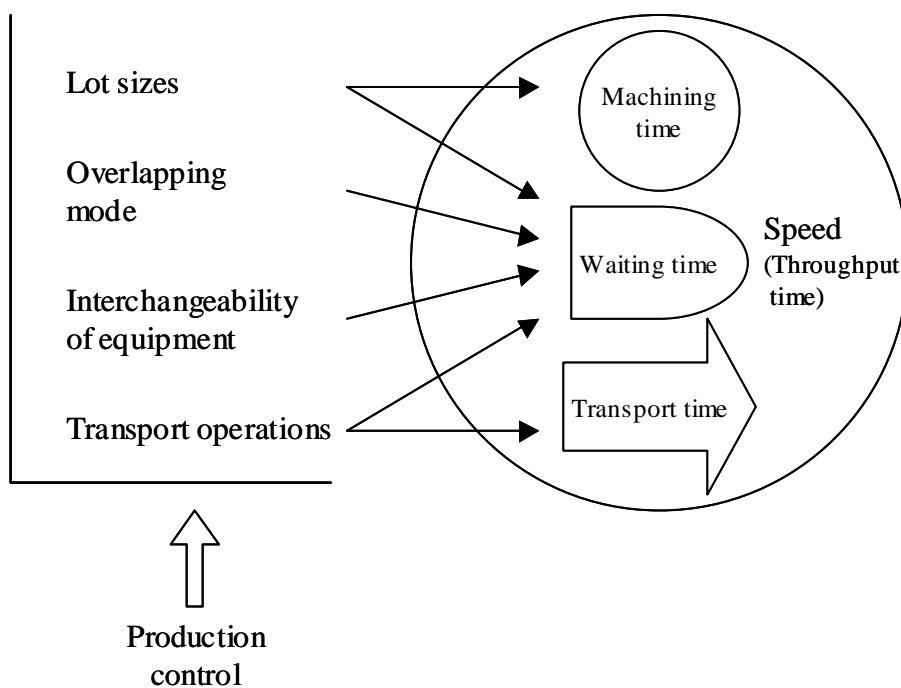 Lot sizes
Overlapping
mode
Interchangeability
of equipment
Transport operations
Production
control
Machining
time
Waiting time
Transport time
Speed
(Throughput
time)